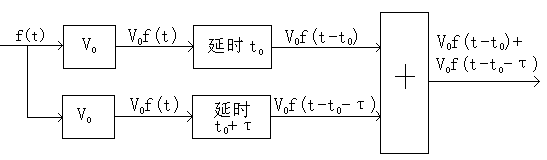 f(t)
V₀
V₀f(t)
延时 t₀
V₀f(t-t₀)
+
V₀f(t-t₀)+
V₀f(t-t₀-τ)
V₀
V₀f(t)
延时
t₀+τ
V₀f(t-t₀-τ)